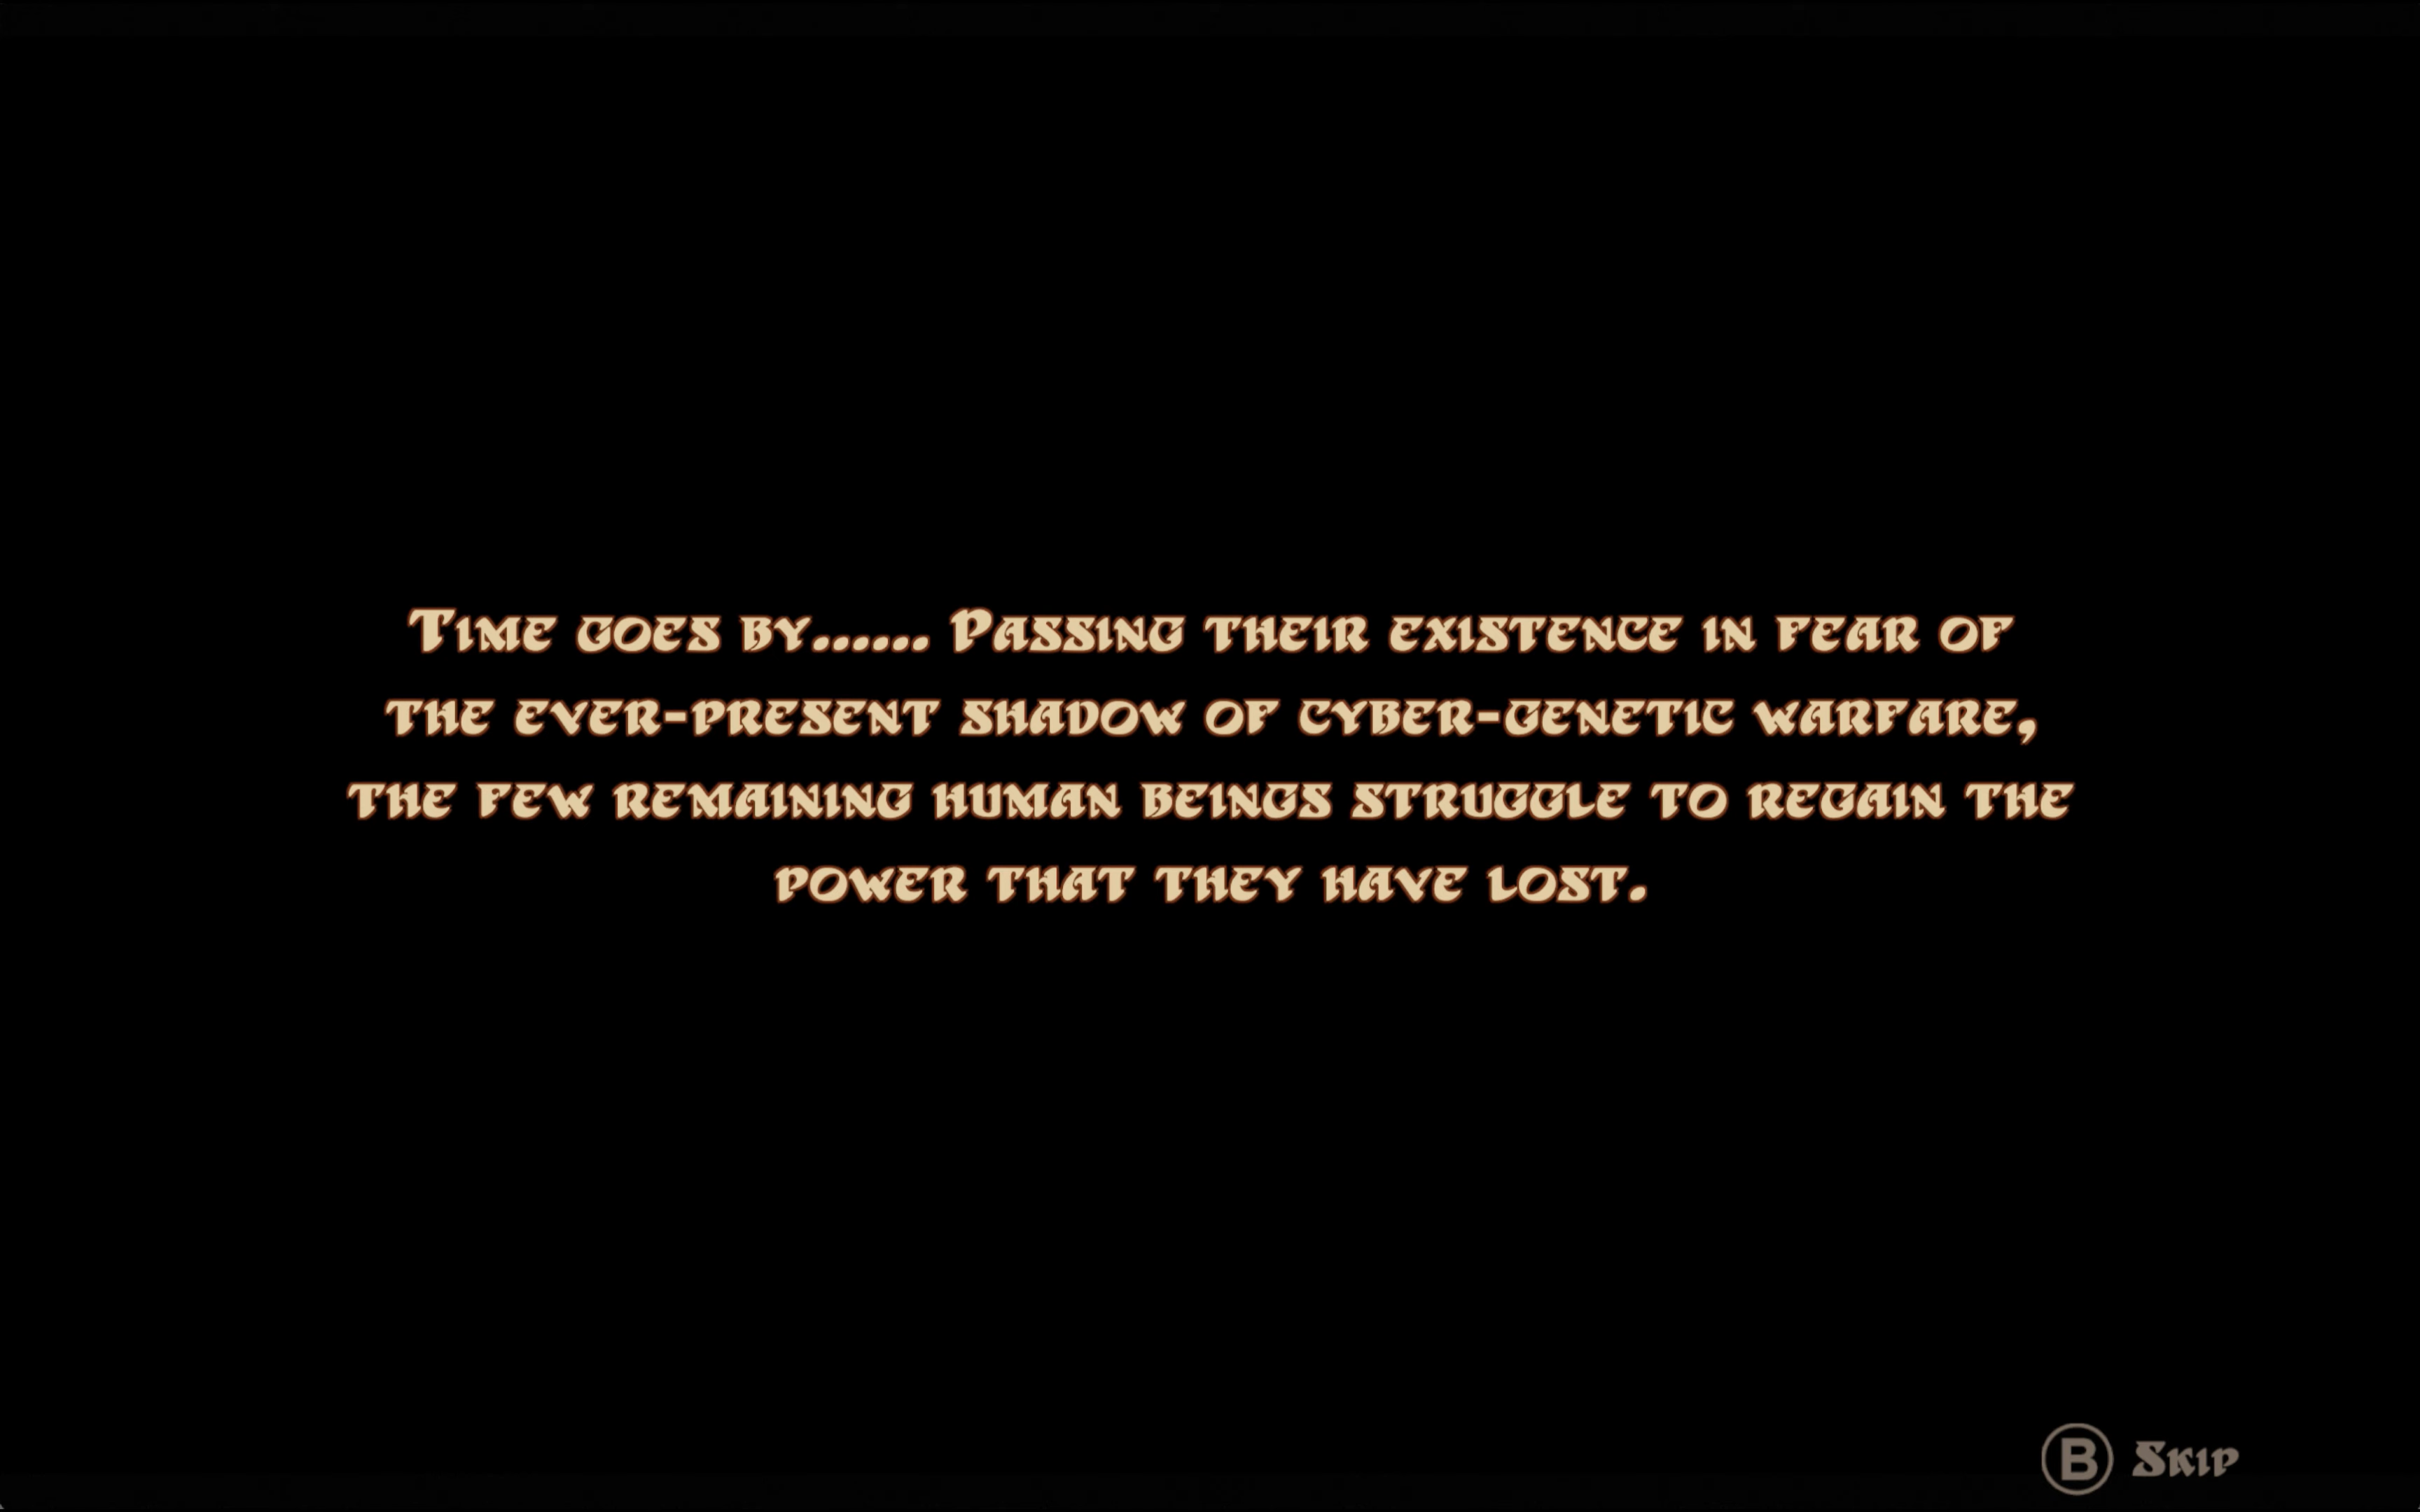 Time goes by...... Passing their existence in fear of
the ever-present shadow of cyber-genetic warfare,
the few remaining human beings struggle to regain the
power that they have lost.
B Skip